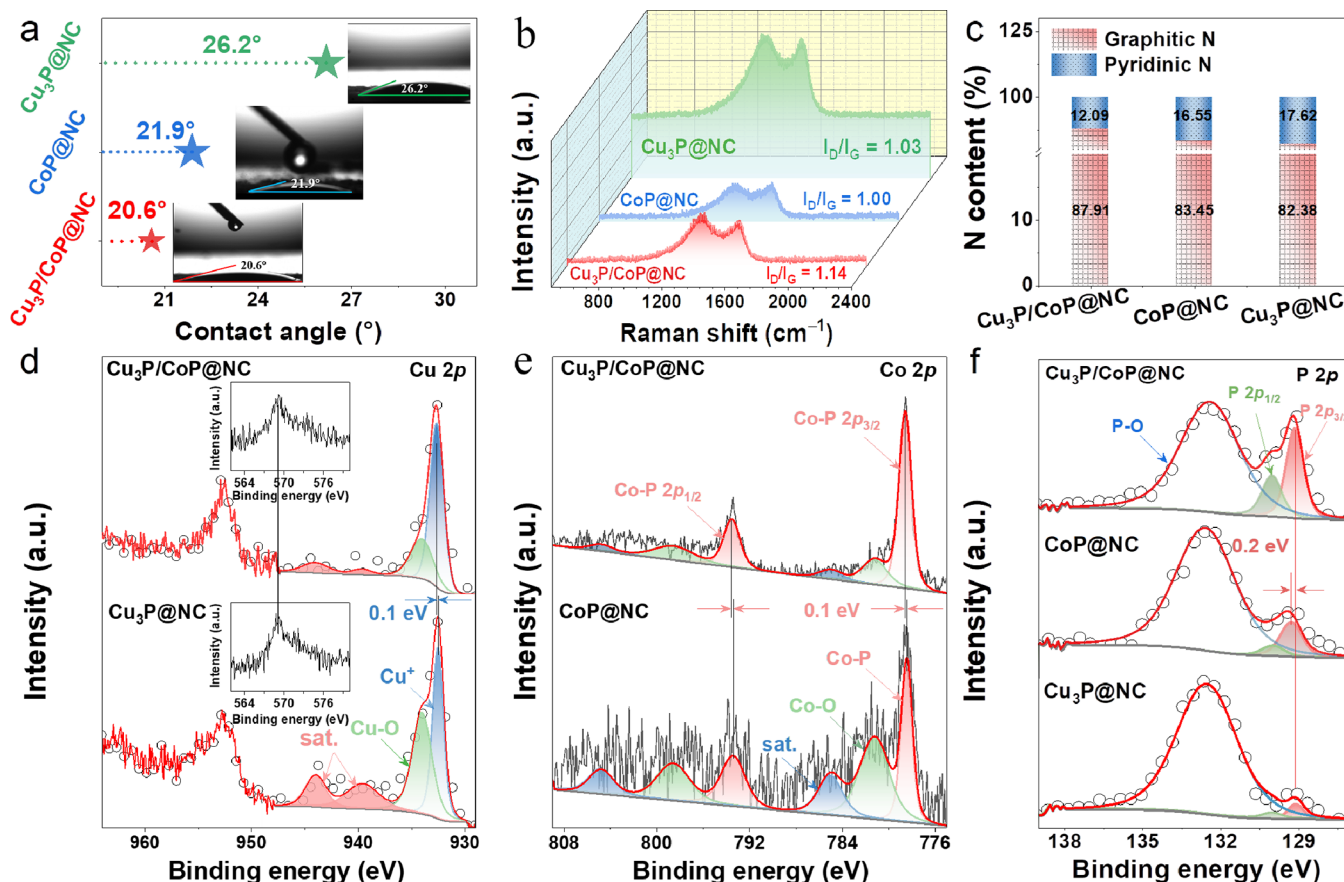 a
Cu₃P@NC
CoP@NC
Cu₃P/CoP@NC
26.2°
26.2°
21.9°
21.9°
20.6°
20.6°
21 24 27 30
Contact angle (°)
b
Intensity (a.u.)
Cu₃P@NC I_D/I_G = 1.03
CoP@NC I_D/I_G = 1.00
Cu₃P/CoP@NC I_D/I_G = 1.14
800 1200 1600 2000 2400
Raman shift (cm⁻¹)
c
N content (%)
125
100
10
0
Graphitic N
Pyridinic N
12.09 16.55 17.62
87.91 83.45 82.38
Cu₃P/CoP@NC CoP@NC Cu₃P@NC
d
Intensity (a.u.)
Cu₃P/CoP@NC Cu 2p
Intensity (a.u.)
564 570 576
Binding energy (eV)
Cu₃P@NC
0.1 eV
Intensity (a.u.)
564 570 576
Binding energy (eV)
Cu⁺
Cu-O
sat.
960 950 940 930
Binding energy (eV)
e
Intensity (a.u.)
Cu₃P/CoP@NC Co 2p
Co-P 2p₃/₂
Co-P 2p₁/₂
CoP@NC
0.1 eV
Co-P
Co-O
sat.
808 800 792 784 776
Binding energy (eV)
f
Intensity (a.u.)
Cu₃P/CoP@NC P 2p
P 2p₁/₂
P-O
P 2p₃/₂
CoP@NC
0.2 eV
Cu₃P@NC
138 135 132 129
Binding energy (eV)